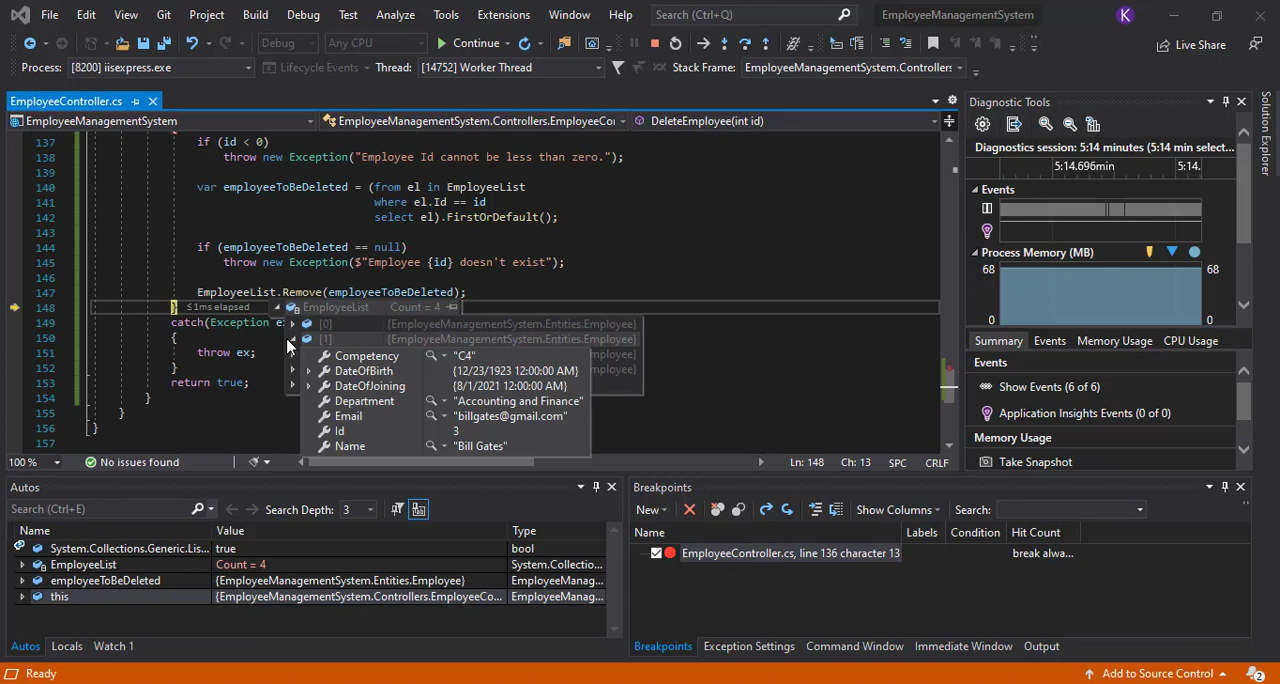 File Edit View Git Project Build Debug Test Analyze Tools Extensions Window Help Search (Ctrl+Q) EmployeeManagementSystem K
Debug Any CPU Continue Live Share
Process: [8200] iisexpress.exe Lifecycle Events Thread: [14752] Worker Thread Stack Frame: EmployeeManagementSystem.Controllers
EmployeeController.cs
EmployeeManagementSystem EmployeeManagementSystem.Controllers.EmployeeCo DeleteEmployee(int id)
137 if (id < 0)
138 throw new Exception("Employee Id cannot be less than zero.");
139
140 var employeeToBeDeleted = (from el in EmployeeList
141 where el.Id == id
142 select el).FirstOrDefault();
143
144 if (employeeToBeDeleted == null)
145 throw new Exception($"Employee {id} doesn't exist");
146
147 EmployeeList.Remove(employeeToBeDeleted);
148 } ≤1ms elapsed EmployeeList Count = 4
149 catch(Exception e [0] {EmployeeManagementSystem.Entities.Employee}
150 { [1] {EmployeeManagementSystem.Entities.Employee}
151 throw ex;
152 }
153 return true;
154 }
155 }
156 }
157
Competency "C4"
DateOfBirth {12/23/1923 12:00:00 AM}
DateOfJoining {8/1/2021 12:00:00 AM}
Department "Accounting and Finance"
Email "billgates@gmail.com"
Id 3
Name "Bill Gates"
100 % No issues found Ln: 148 Ch: 13 SPC CRLF
Diagnostic Tools
Diagnostics session: 5:14 minutes (5:14 min selec...
5:14.696min 5:14.
Events
Process Memory (MB)
68 68
0 0
Summary Events Memory Usage CPU Usage
Events
Show Events (6 of 6)
Application Insights Events (0 of 0)
Memory Usage
Take Snapshot
Solution Explorer
Autos
Search (Ctrl+E) Search Depth: 3
Name Value Type
System.Collections.Generic.Lis... true bool
EmployeeList Count = 4 System.Collectio...
employeeToBeDeleted {EmployeeManagementSystem.Entities.Employee} EmployeeManag...
this {EmployeeManagementSystem.Controllers.EmployeeCo... EmployeeManag...
Autos Locals Watch 1
Breakpoints
New Show Columns Search:
Name Labels Condition Hit Count
EmployeeController.cs, line 136 character 13 break alwa...
Breakpoints Exception Settings Command Window Immediate Window Output
Ready Add to Source Control 2